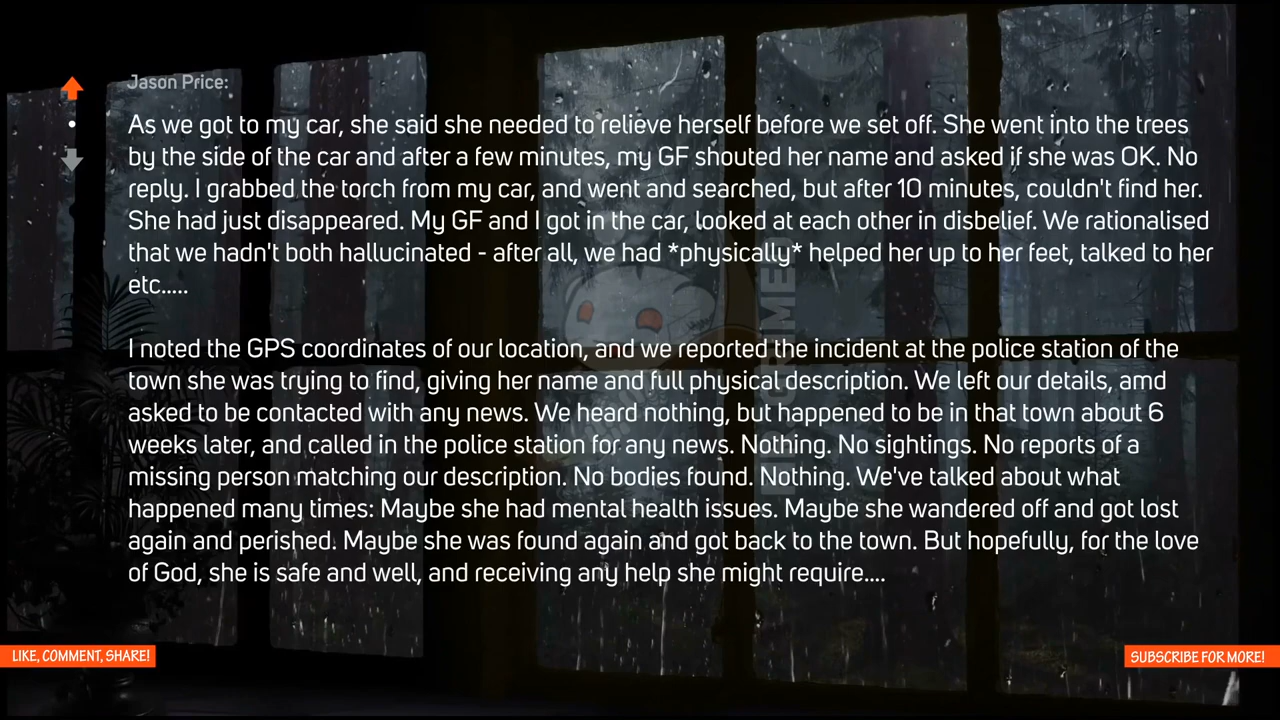 Jason Price:
As we got to my car, she said she needed to relieve herself before we set off. She went into the trees
by the side of the car and after a few minutes, my GF shouted her name and asked if she was OK. No
reply. I grabbed the torch from my car, and went and searched, but after 10 minutes, couldn't find her.
She had just disappeared. My GF and I got in the car, looked at each other in disbelief. We rationalised
that we hadn't both hallucinated - after all, we had *physically* helped her up to her feet, talked to her
etc.....
I noted the GPS coordinates of our location, and we reported the incident at the police station of the
town she was trying to find, giving her name and full physical description. We left our details, amd
asked to be contacted with any news. We heard nothing, but happened to be in that town about 6
weeks later, and called in the police station for any news. Nothing. No sightings. No reports of a
missing person matching our description. No bodies found. Nothing. We've talked about what
happened many times: Maybe she had mental health issues. Maybe she wandered off and got lost
again and perished. Maybe she was found again and got back to the town. But hopefully, for the love
of God, she is safe and well, and receiving any help she might require....
LIKE, COMMENT, SHARE!
SUBSCRIBE FOR MORE!